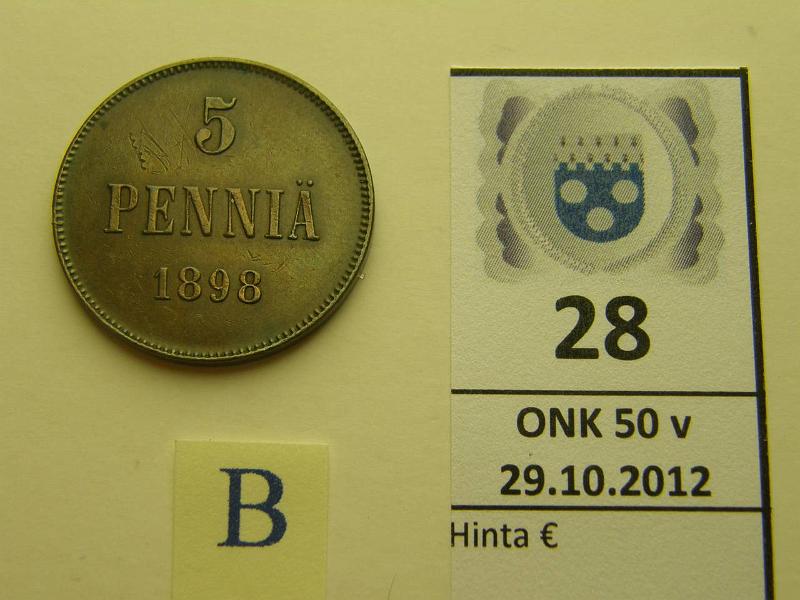 5
PENNIÄ
1898
B
28
ONK 50 v
29.10.2012
Hinta €